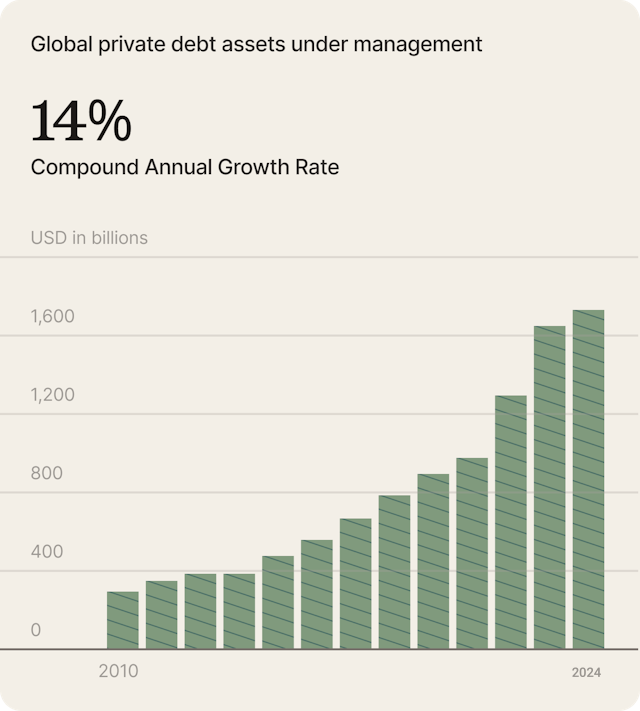 Global private debt assets under management
14%
Compound Annual Growth Rate
USD in billions
1,600
1,200
800
400
0
2010 2024